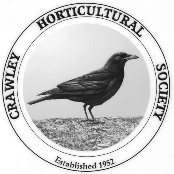 CRAWLEY HORTICULTURAL SOCIETY
Established 1952